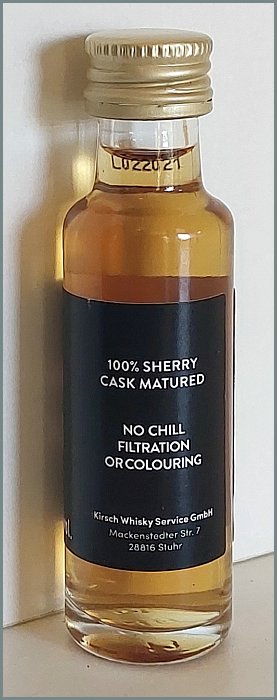 L022021
100% SHERRY
CASK MATURED
NO CHILL
FILTRATION
OR COLOURING
Kirsch Whisky Service GmbH
Mackenstedter Str. 7
28816 Stuhr